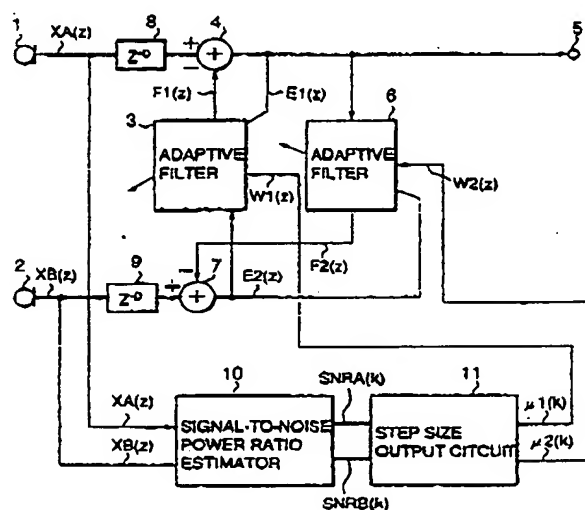 1
XA(z)
8
Z⁻ᴰ
+
−
4
+
5
F1(z)
E1(z)
3
ADAPTIVE
FILTER
W1(z)
6
ADAPTIVE
FILTER
W2(z)
F2(z)
2
XB(z)
9
Z⁻ᴰ
+
−
7
+
E2(z)
10
SNRA(k)
11
XA(z)
XB(z)
SIGNAL-TO-NOISE
POWER RATIO
ESTIMATOR
STEP SIZE
OUTPUT CITCUIT
μ1(k)
μ2(k)
SNRB(k)